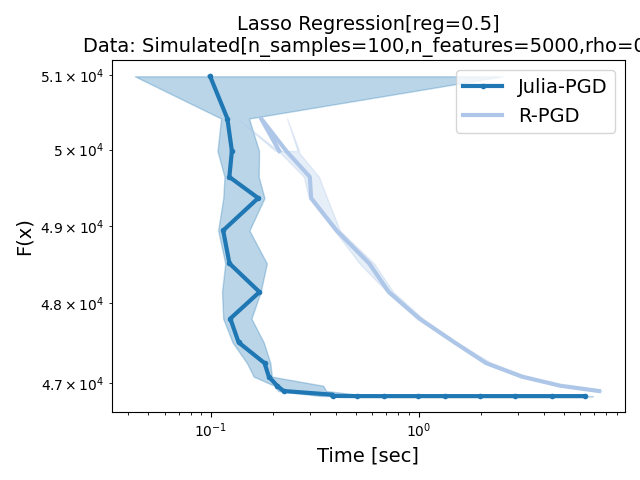 Lasso Regression[reg=0.5]
Data: Simulated[n_samples=100,n_features=5000,rho=0
5.1 × 10⁴
5 × 10⁴
4.9 × 10⁴
4.8 × 10⁴
4.7 × 10⁴
F(x)
Julia-PGD
R-PGD
10⁻¹ 10⁰
Time [sec]